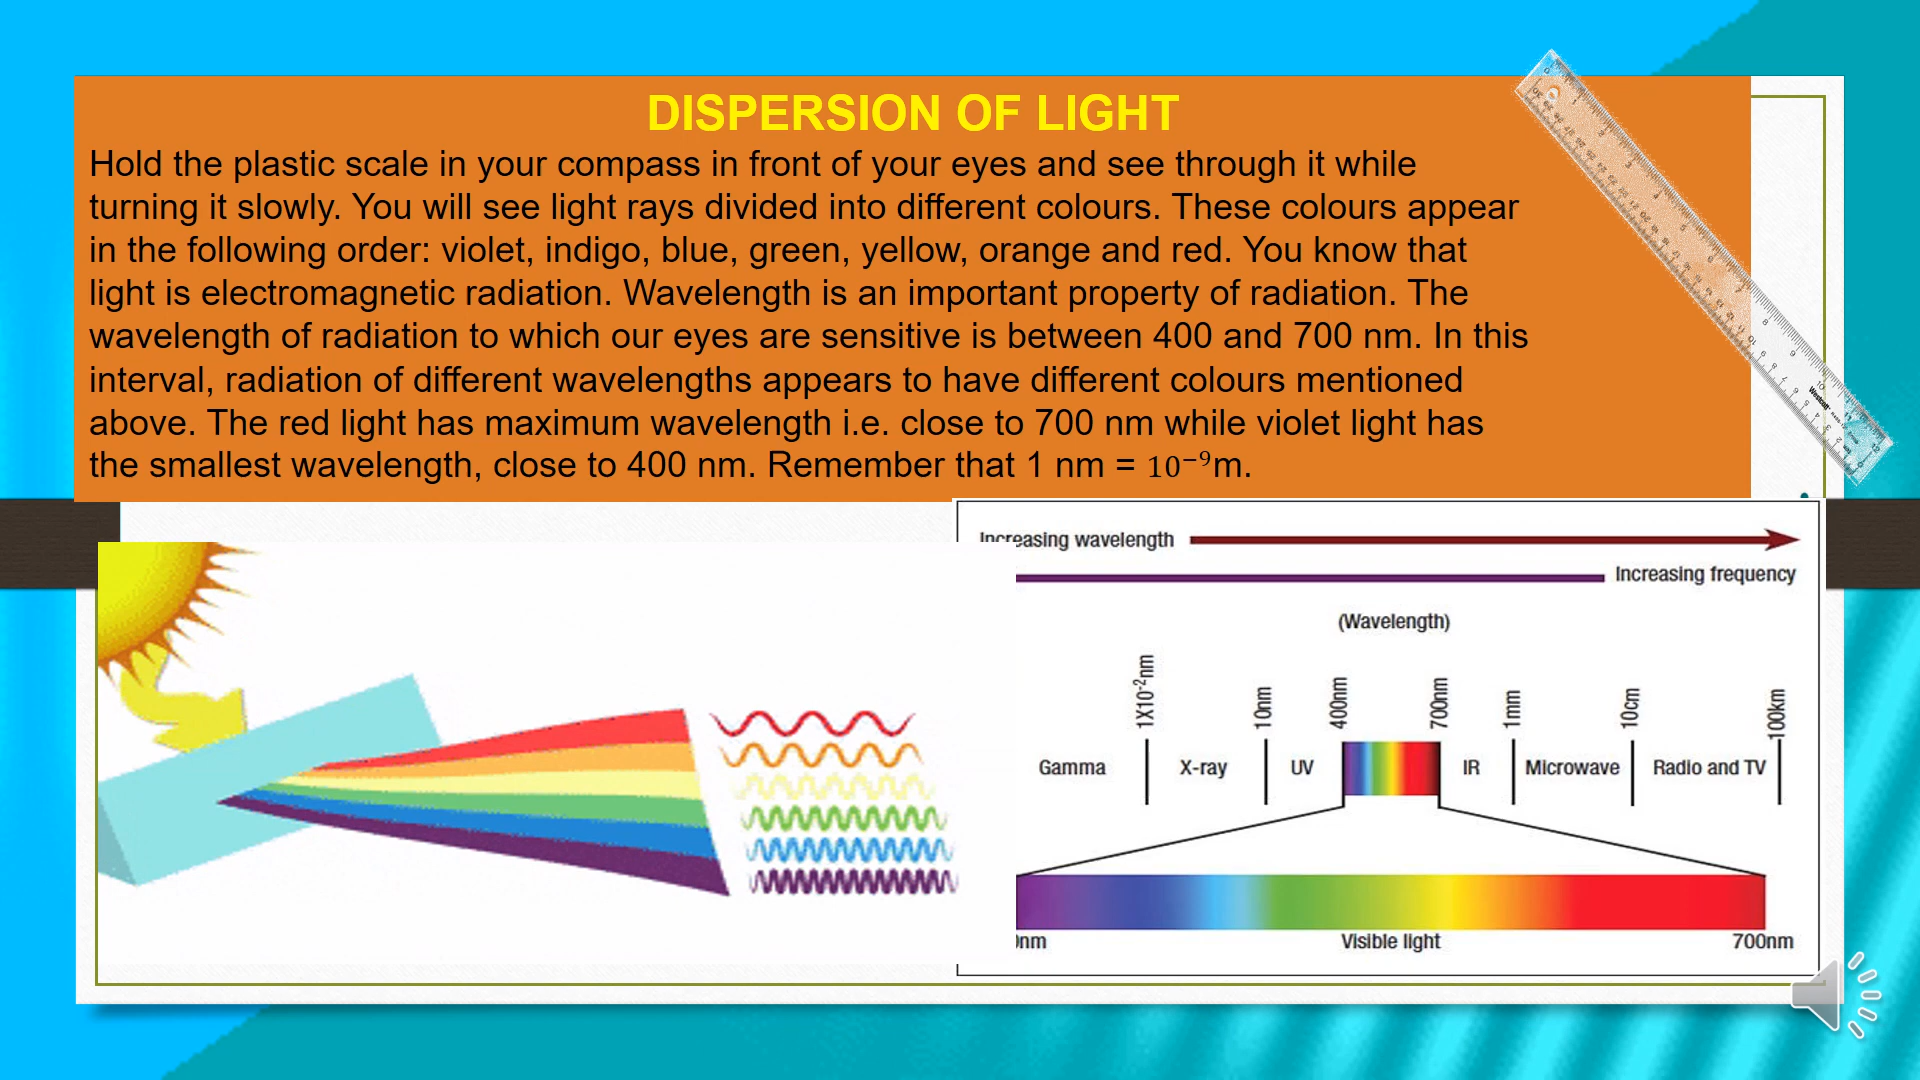 DISPERSION OF LIGHT
Hold the plastic scale in your compass in front of your eyes and see through it while
turning it slowly. You will see light rays divided into different colours. These colours appear
in the following order: violet, indigo, blue, green, yellow, orange and red. You know that
light is electromagnetic radiation. Wavelength is an important property of radiation. The
wavelength of radiation to which our eyes are sensitive is between 400 and 700 nm. In this
interval, radiation of different wavelengths appears to have different colours mentioned
above. The red light has maximum wavelength i.e. close to 700 nm while violet light has
the smallest wavelength, close to 400 nm. Remember that 1 nm = 10⁻⁹m.
Increasing wavelength
Increasing frequency
(Wavelength)
1X10⁻²nm
10nm
400nm
700nm
1mm
10cm
100km
Gamma
X-ray
UV
IR
Microwave
Radio and TV
0nm
Visible light
700nm
Westcott